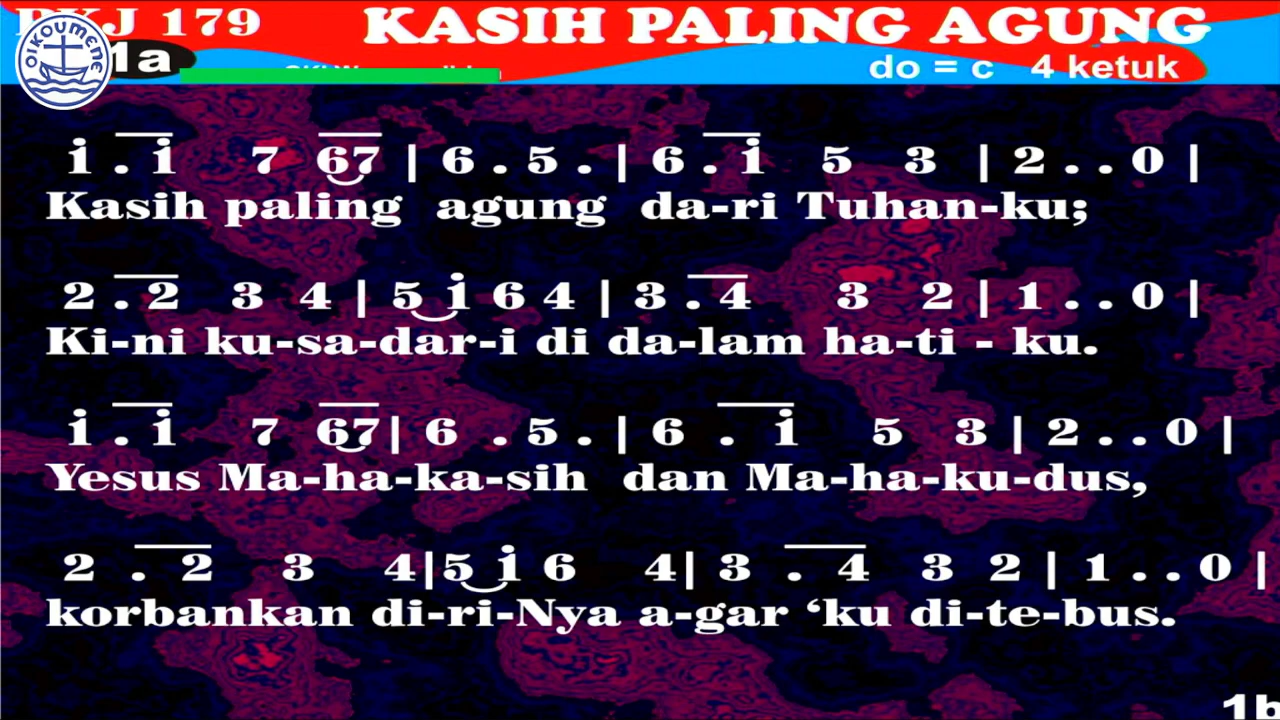 PKJ 179 KASIH PALING AGUNG
OIKOUMENE
1a
do = c 4 ketuk
i . i 7 67 | 6 . 5 . | 6 . i 5 3 | 2 . . 0 |
Kasih paling agung da-ri Tuhan-ku;
2 . 2 3 4 | 5 i 6 4 | 3 . 4 3 2 | 1 . . 0 |
Ki-ni ku-sa-dar-i di da-lam ha-ti - ku.
i . i 7 67 | 6 . 5 . | 6 . i 5 3 | 2 . . 0 |
Yesus Ma-ha-ka-sih dan Ma-ha-ku-dus,
2 . 2 3 4 | 5 i 6 4 | 3 . 4 3 2 | 1 . . 0 |
korbankan di-ri-Nya a-gar ‘ku di-te-bus.
1b